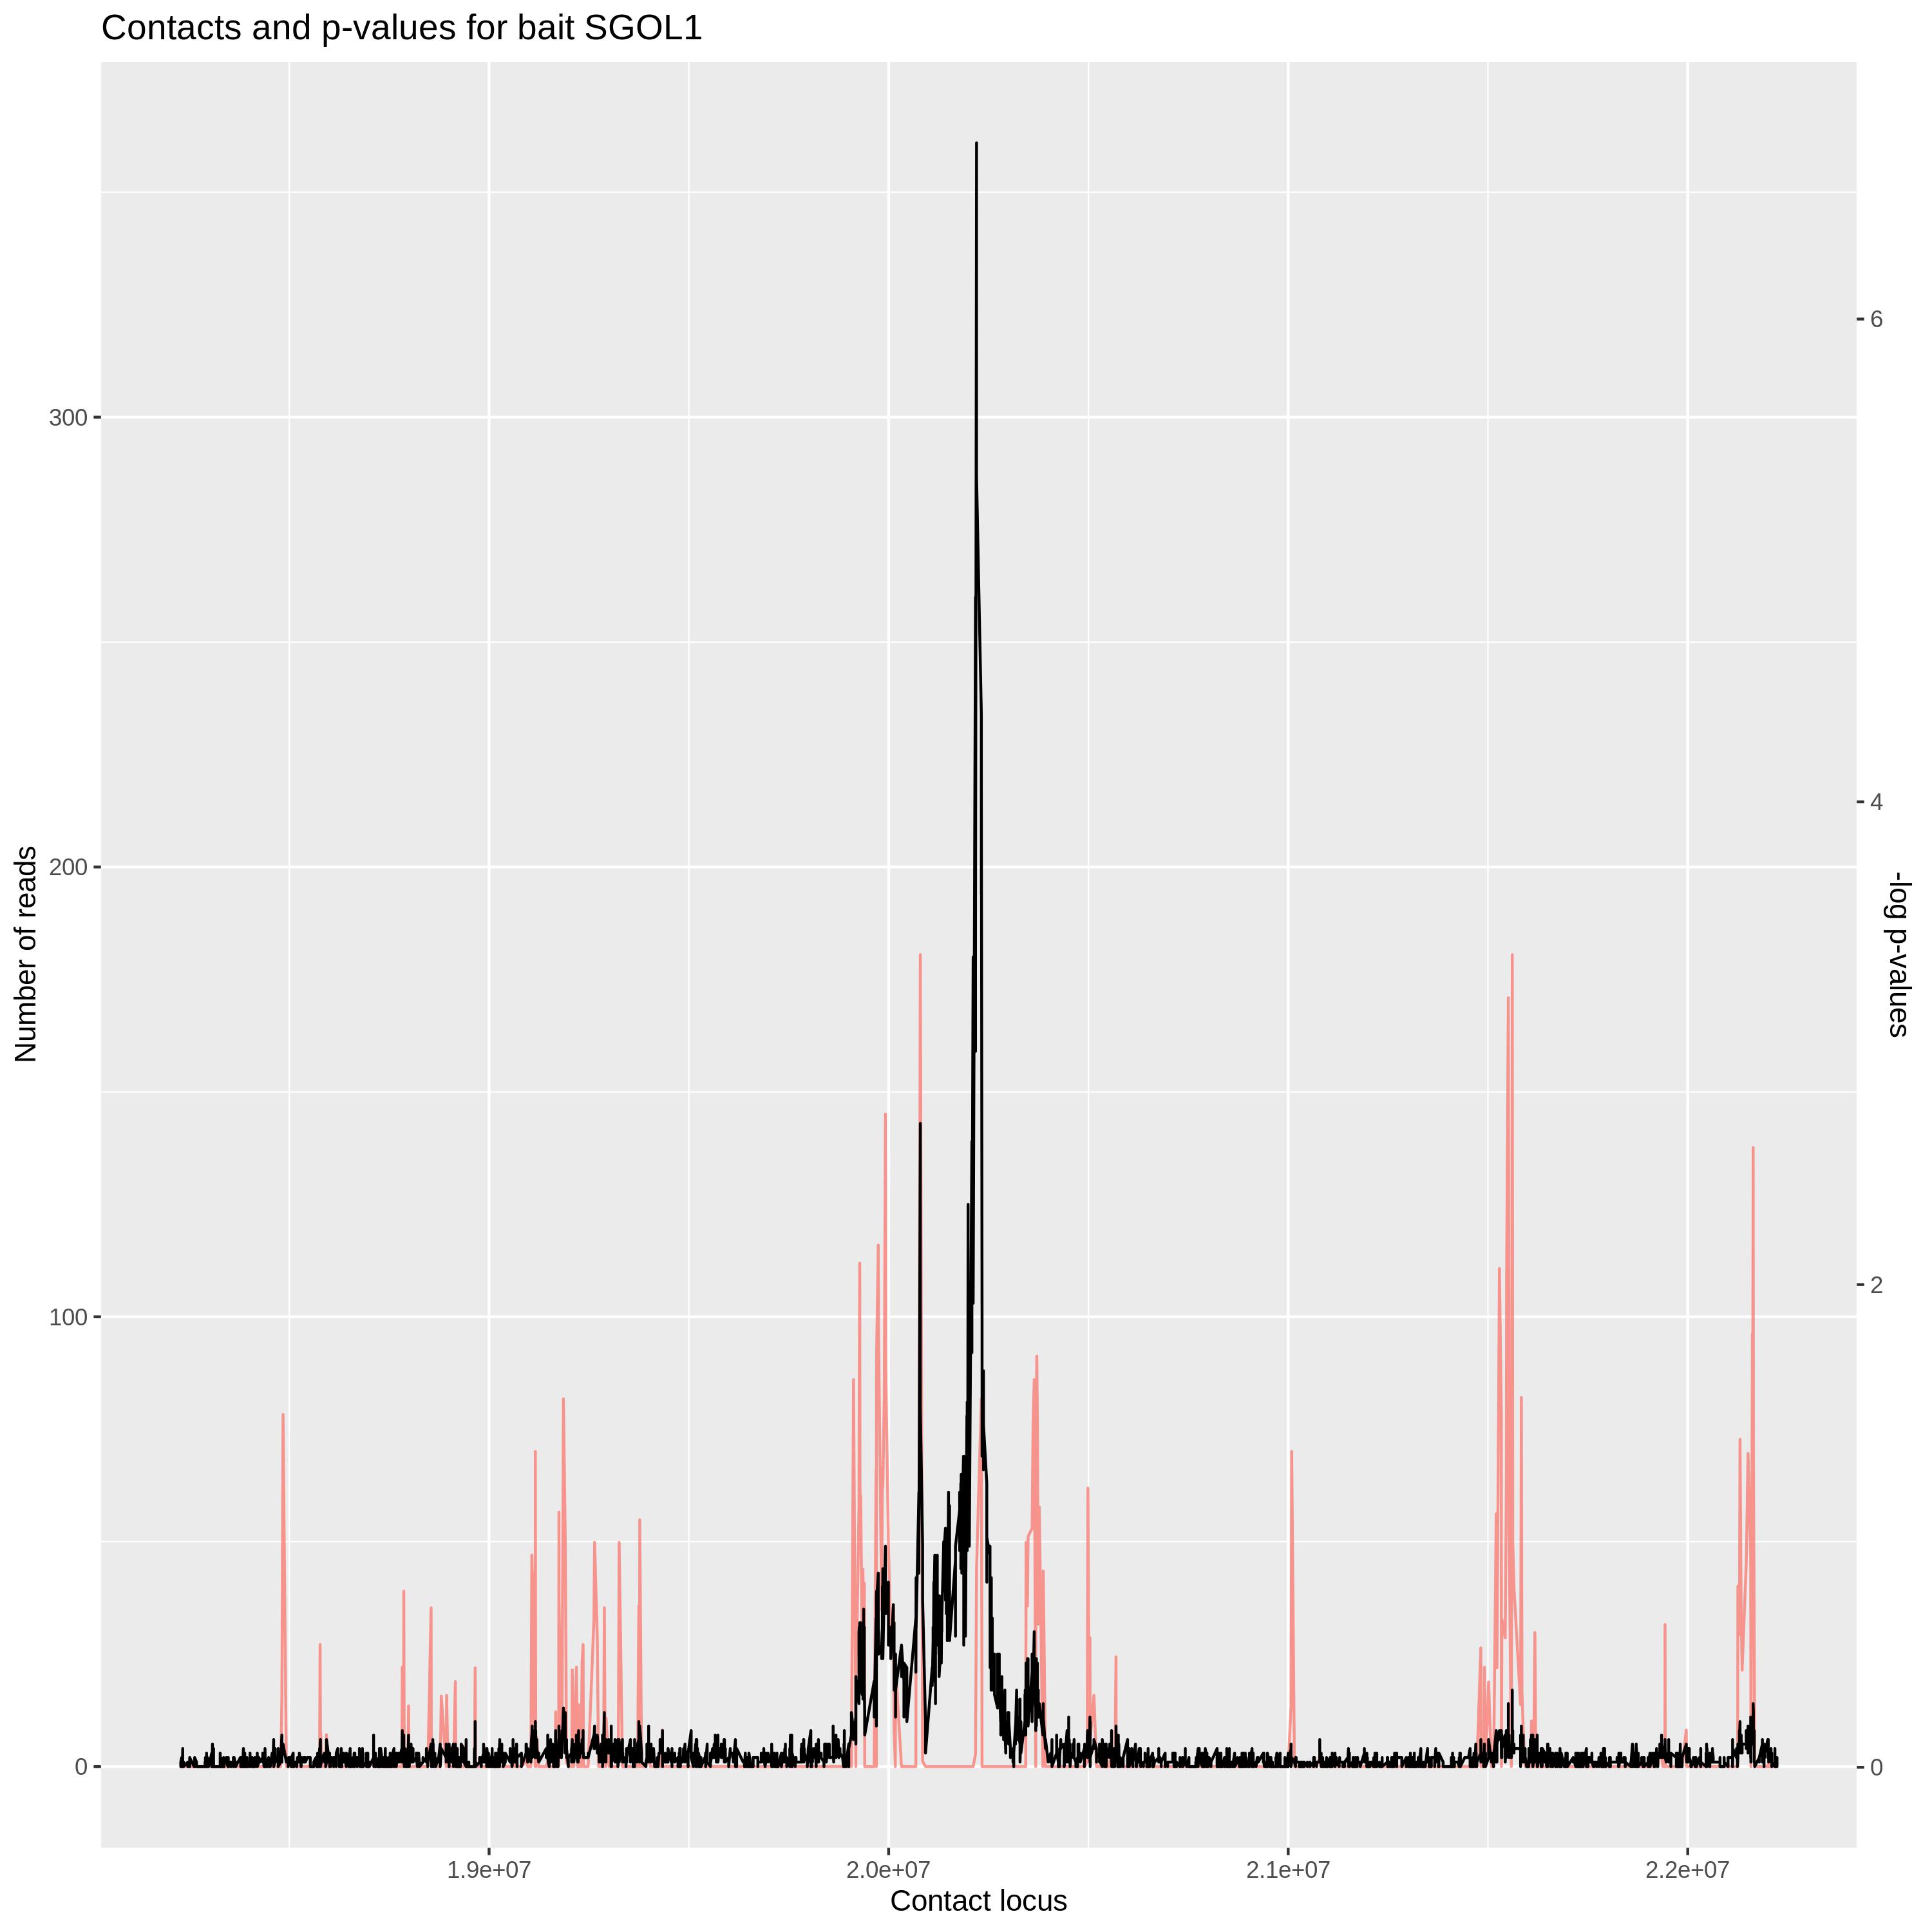 Contacts and p-values for bait SGOL1
Number of reads
300
200
100
0
6
4
2
0
-log p-values
1.9e+07
2.0e+07
2.1e+07
2.2e+07
Contact locus